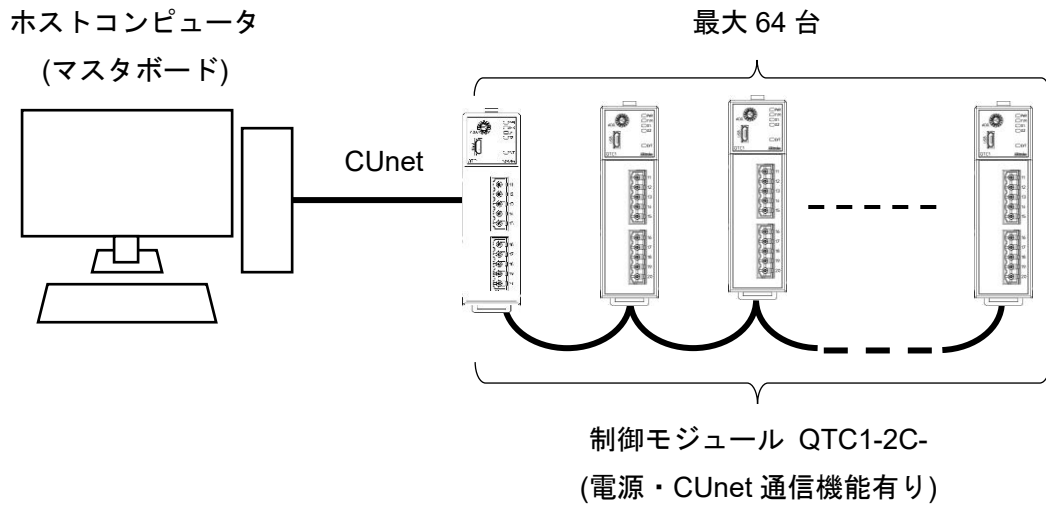 ホストコンピュータ
(マスタボード)
最大 64 台
CUnet
QTC1
QTC1
制御モジュール QTC1-2C-
(電源・CUnet 通信機能有り)